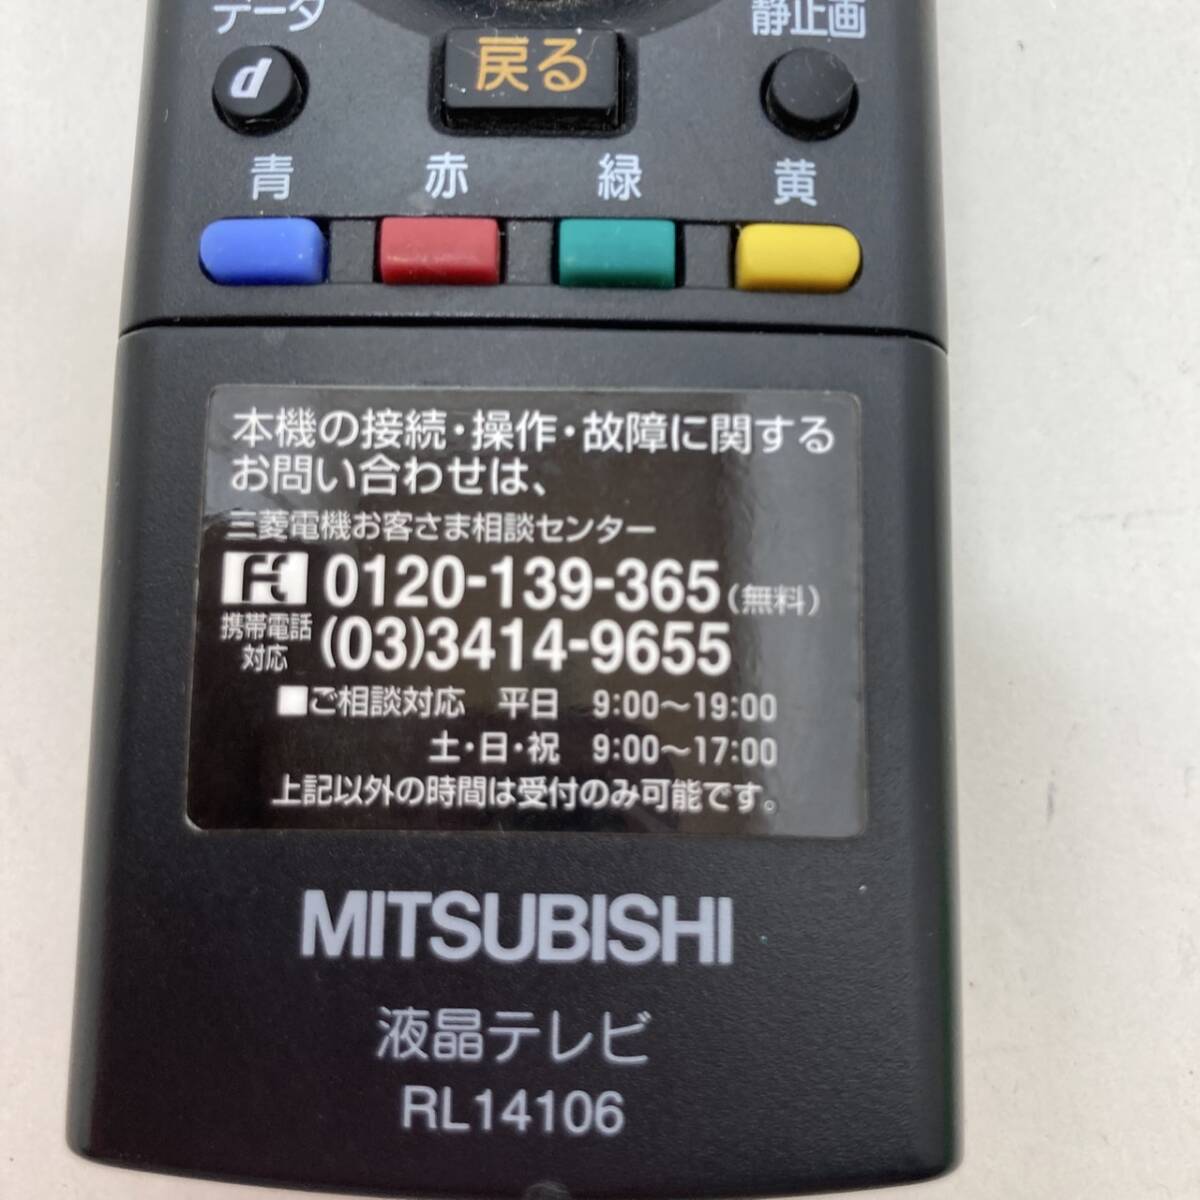 データ 静止画
d 戻る
青 赤 緑 黄
本機の接続・操作・故障に関する
お問い合わせは、
三菱電機お客さま相談センター
0120-139-365(無料)
携帯電話
対応 (03)3414-9655
■ご相談対応 平日 9:00～19:00
土・日・祝 9:00～17:00
上記以外の時間は受付のみ可能です。
MITSUBISHI
液晶テレビ
RL14106